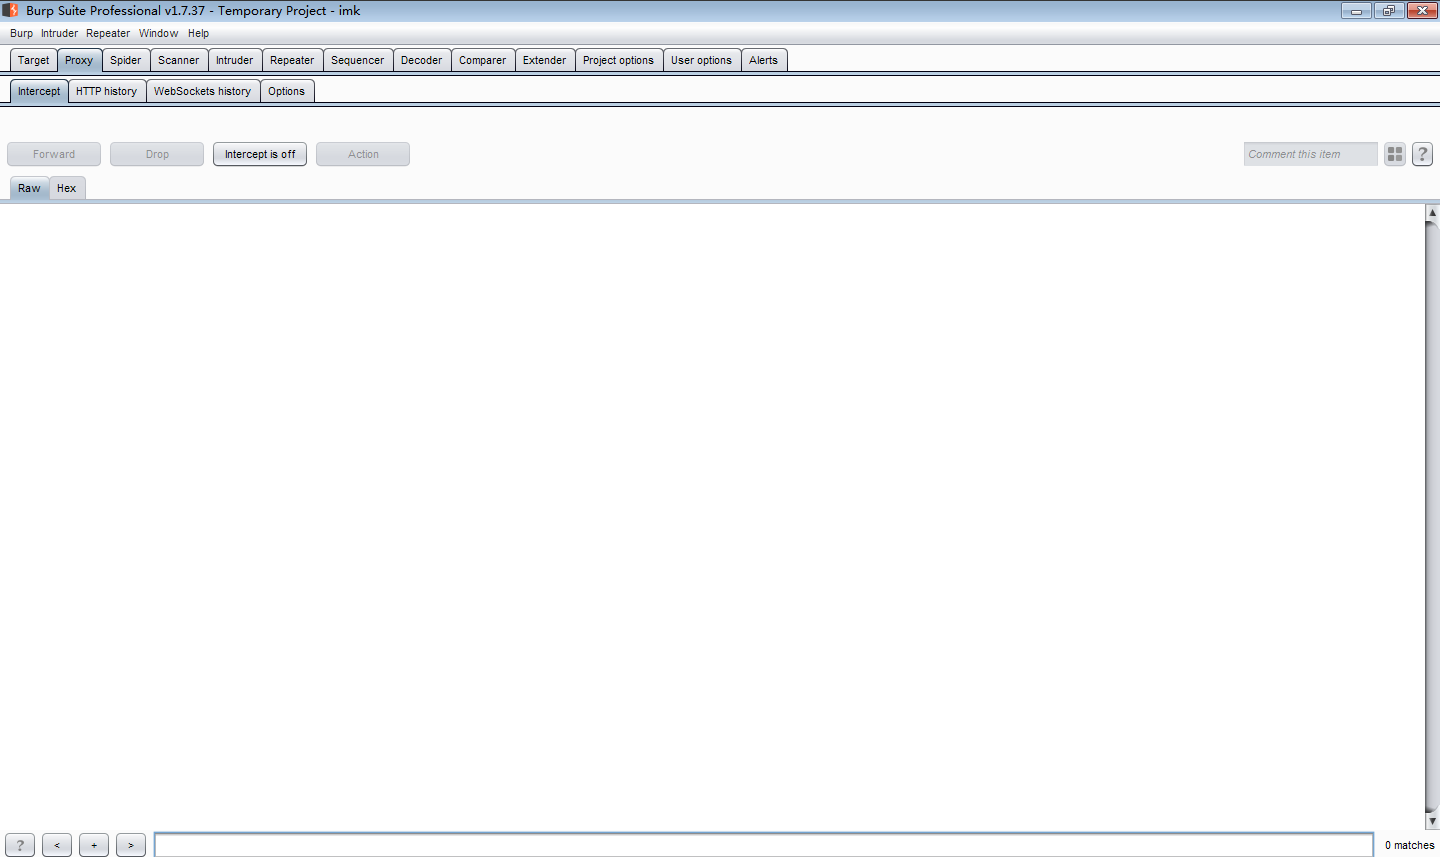 Burp Suite Professional v1.7.37 - Temporary Project - imk
Burp Intruder Repeater Window Help
Target Proxy Spider Scanner Intruder Repeater Sequencer Decoder Comparer Extender Project options User options Alerts
Intercept HTTP history WebSockets history Options
Forward Drop Intercept is off Action Comment this item ?
Raw Hex
? < + > 0 matches